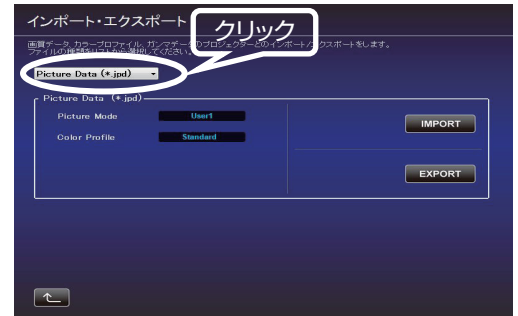 インポート・エクスポート
クリック
画質データ、カラープロファイル、ガンマデータのプロジェクターとのインポート/エクスポートをします。
ファイルの種類をリストから選択してください。
Picture Data (*.jpd)
Picture Data (*.jpd)
Picture Mode User1
IMPORT
Color Profile Standard
EXPORT